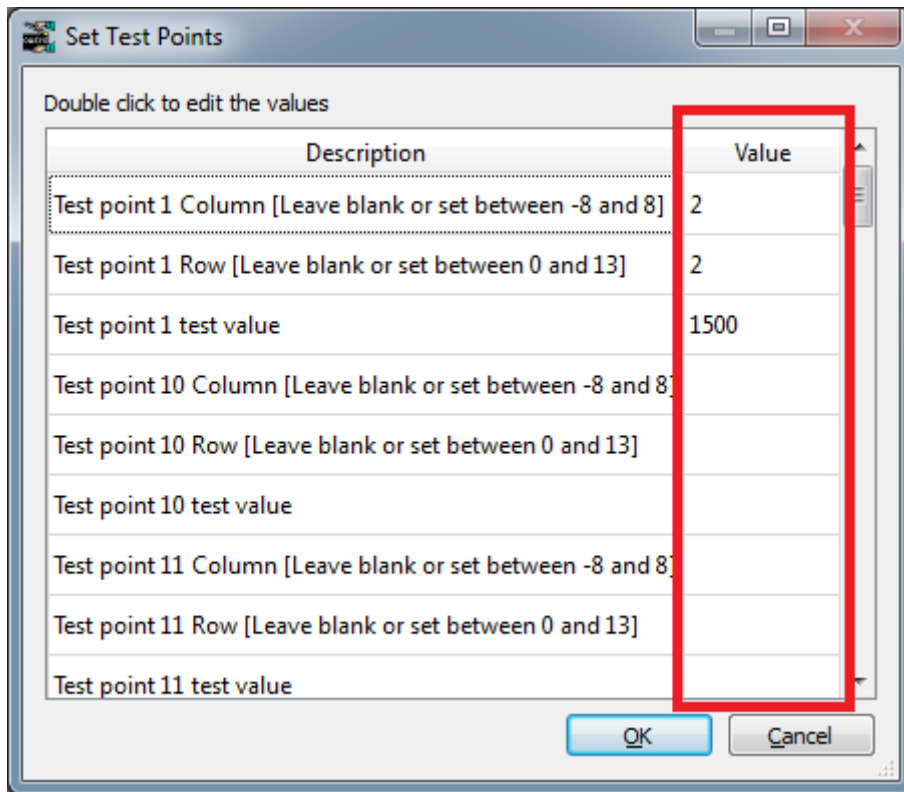 Set Test Points
Double click to edit the values
Description Value
Test point 1 Column [Leave blank or set between -8 and 8] 2
Test point 1 Row [Leave blank or set between 0 and 13] 2
Test point 1 test value 1500
Test point 10 Column [Leave blank or set between -8 and 8]
Test point 10 Row [Leave blank or set between 0 and 13]
Test point 10 test value
Test point 11 Column [Leave blank or set between -8 and 8]
Test point 11 Row [Leave blank or set between 0 and 13]
Test point 11 test value
OK Cancel